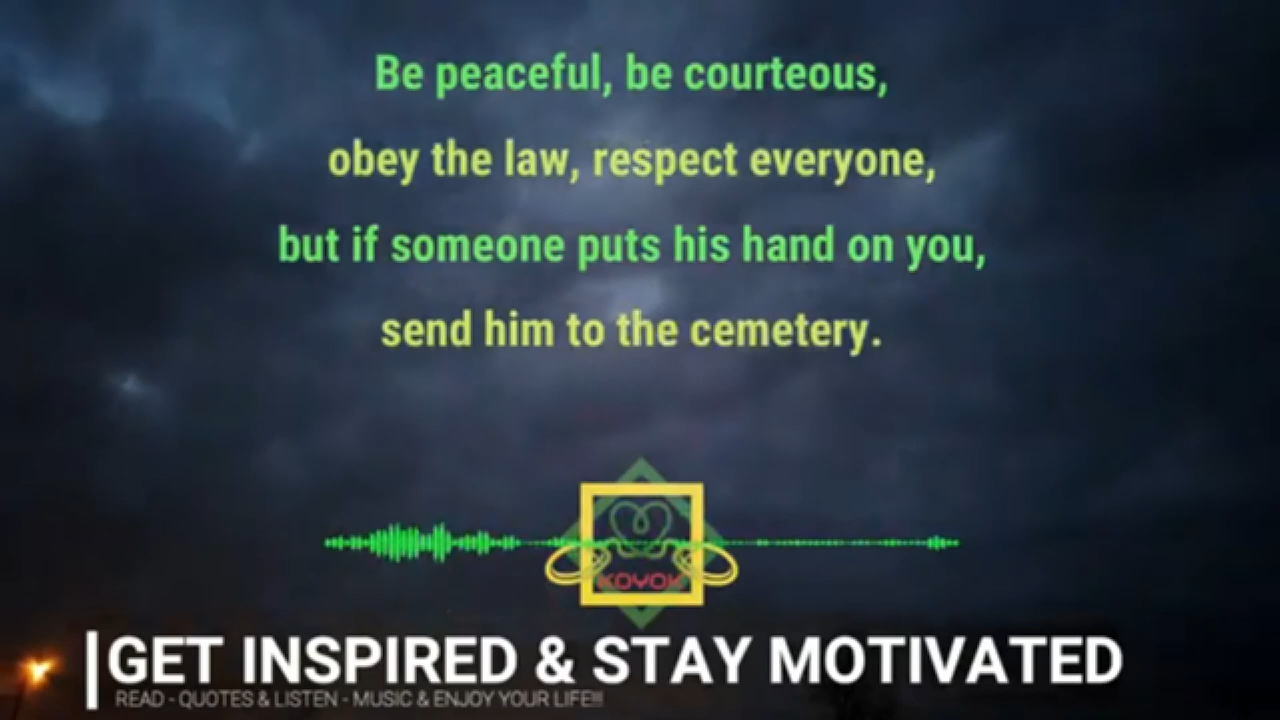 Be peaceful, be courteous,
obey the law, respect everyone,
but if someone puts his hand on you,
send him to the cemetery.
KOYOK
GET INSPIRED & STAY MOTIVATED
READ - QUOTES & LISTEN - MUSIC & ENJOY YOUR LIFE!!!